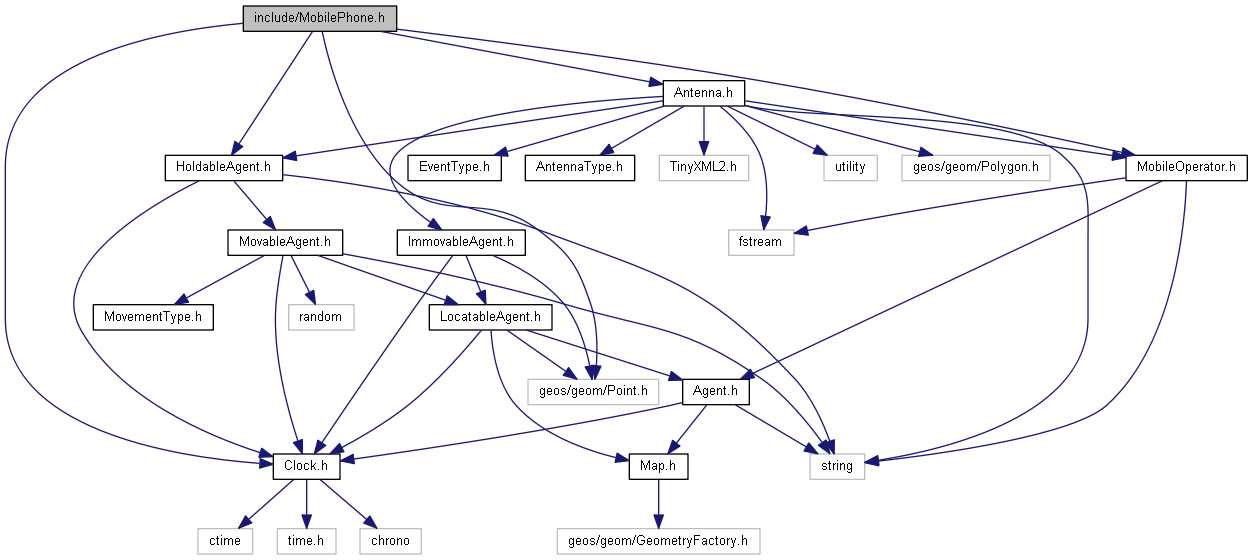 include/MobilePhone.h
Antenna.h
HoldableAgent.h
EventType.h
AntennaType.h
TinyXML2.h
utility
geos/geom/Polygon.h
MobileOperator.h
MovableAgent.h
ImmovableAgent.h
fstream
MovementType.h
random
LocatableAgent.h
geos/geom/Point.h
Agent.h
Clock.h
Map.h
string
ctime
time.h
chrono
geos/geom/GeometryFactory.h